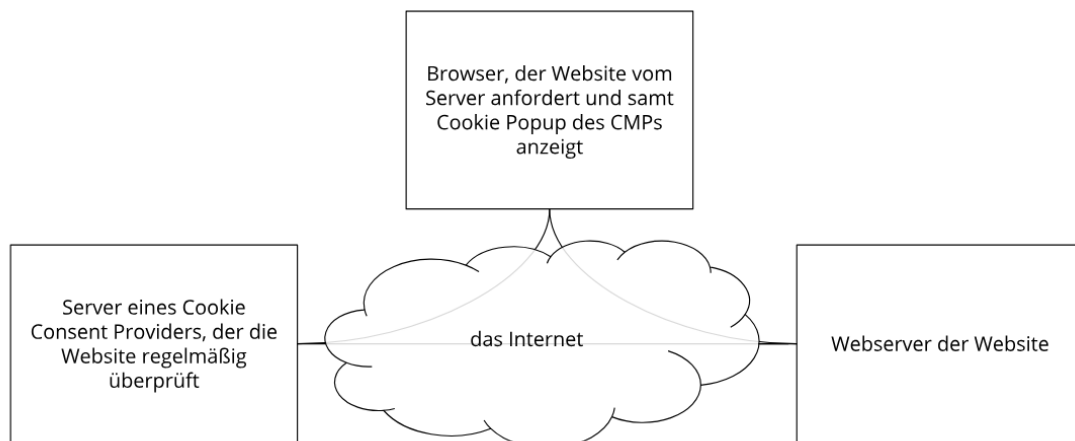 Browser, der Website vom
Server anfordert und samt
Cookie Popup des CMPs
anzeigt
Server eines Cookie
Consent Providers, der die
Website regelmäßig
überprüft
das Internet
Webserver der Website